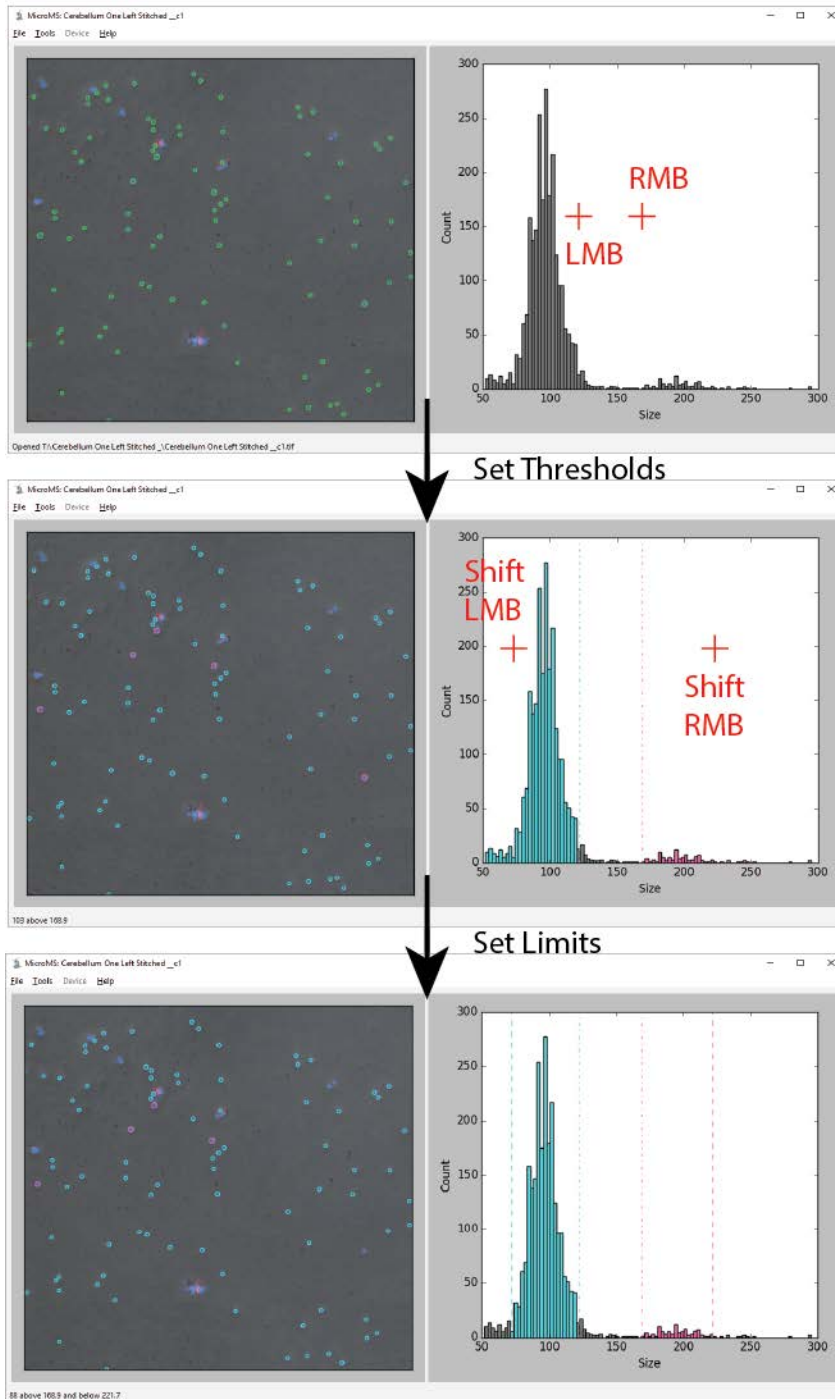 MicroMS: Cerebellum One Left Stitched __c1
File Tools Device Help
300
250
200
150
100
50
0
Count
50 100 150 200 250 300
Size
RMB
LMB
Opened T:\Cerebellum One Left Stitched _\Cerebellum One Left Stitched __c1.tif
Set Thresholds
MicroMS: Cerebellum One Left Stitched __c1
File Tools Device Help
300
250
200
150
100
50
0
Count
50 100 150 200 250 300
Size
Shift
LMB
Shift
RMB
103 above 168.9
Set Limits
MicroMS: Cerebellum One Left Stitched __c1
File Tools Device Help
300
250
200
150
100
50
0
Count
50 100 150 200 250 300
Size
88 above 168.9 and below 221.7